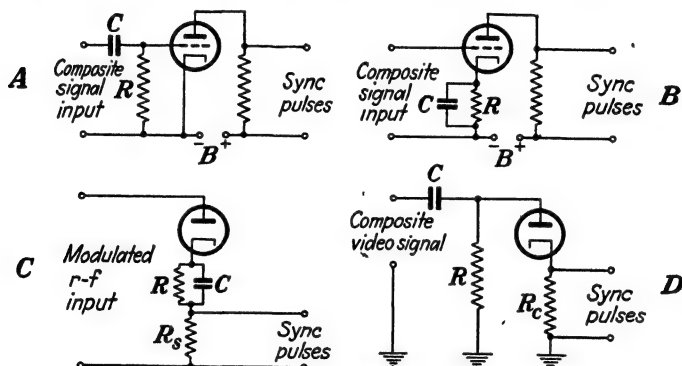 A
C
Composite
signal
input
R
Sync
pulses
- B +
B
Composite
signal
input
C
R
Sync
pulses
- B +
C
Modulated
r-f
input
R
C
Rs
Sync
pulses
D
C
Composite
video signal
R
Rc
Sync
pulses